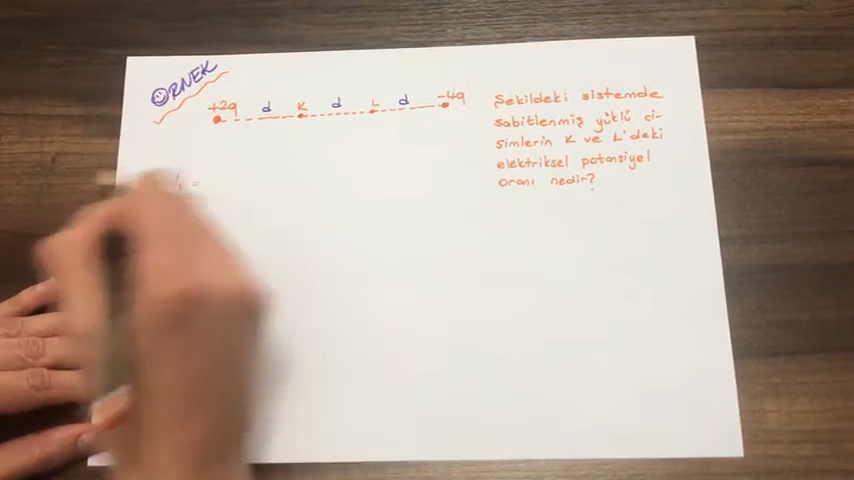 ÖRNEK
+2q d K d L d -4q
Şekildeki sistemde
sabitlenmiş yüklü ci-
simlerin K ve L'deki
elektriksel potansiyel
oranı nedir?
=